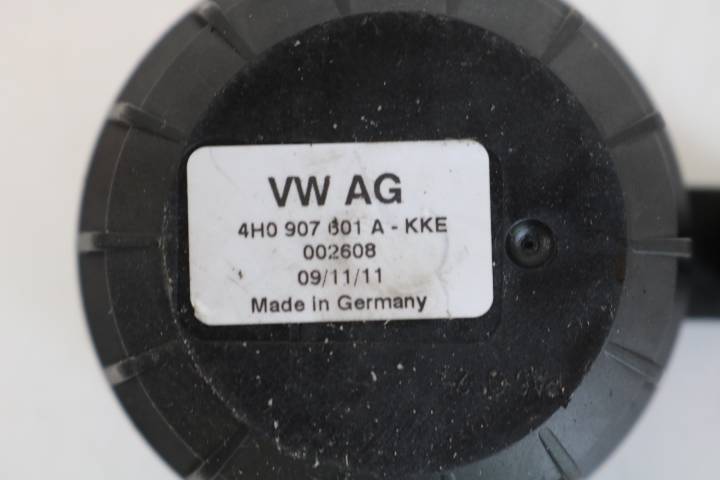 VW AG
4H0 907 601 A - KKE
002608
09/11/11
Made in Germany